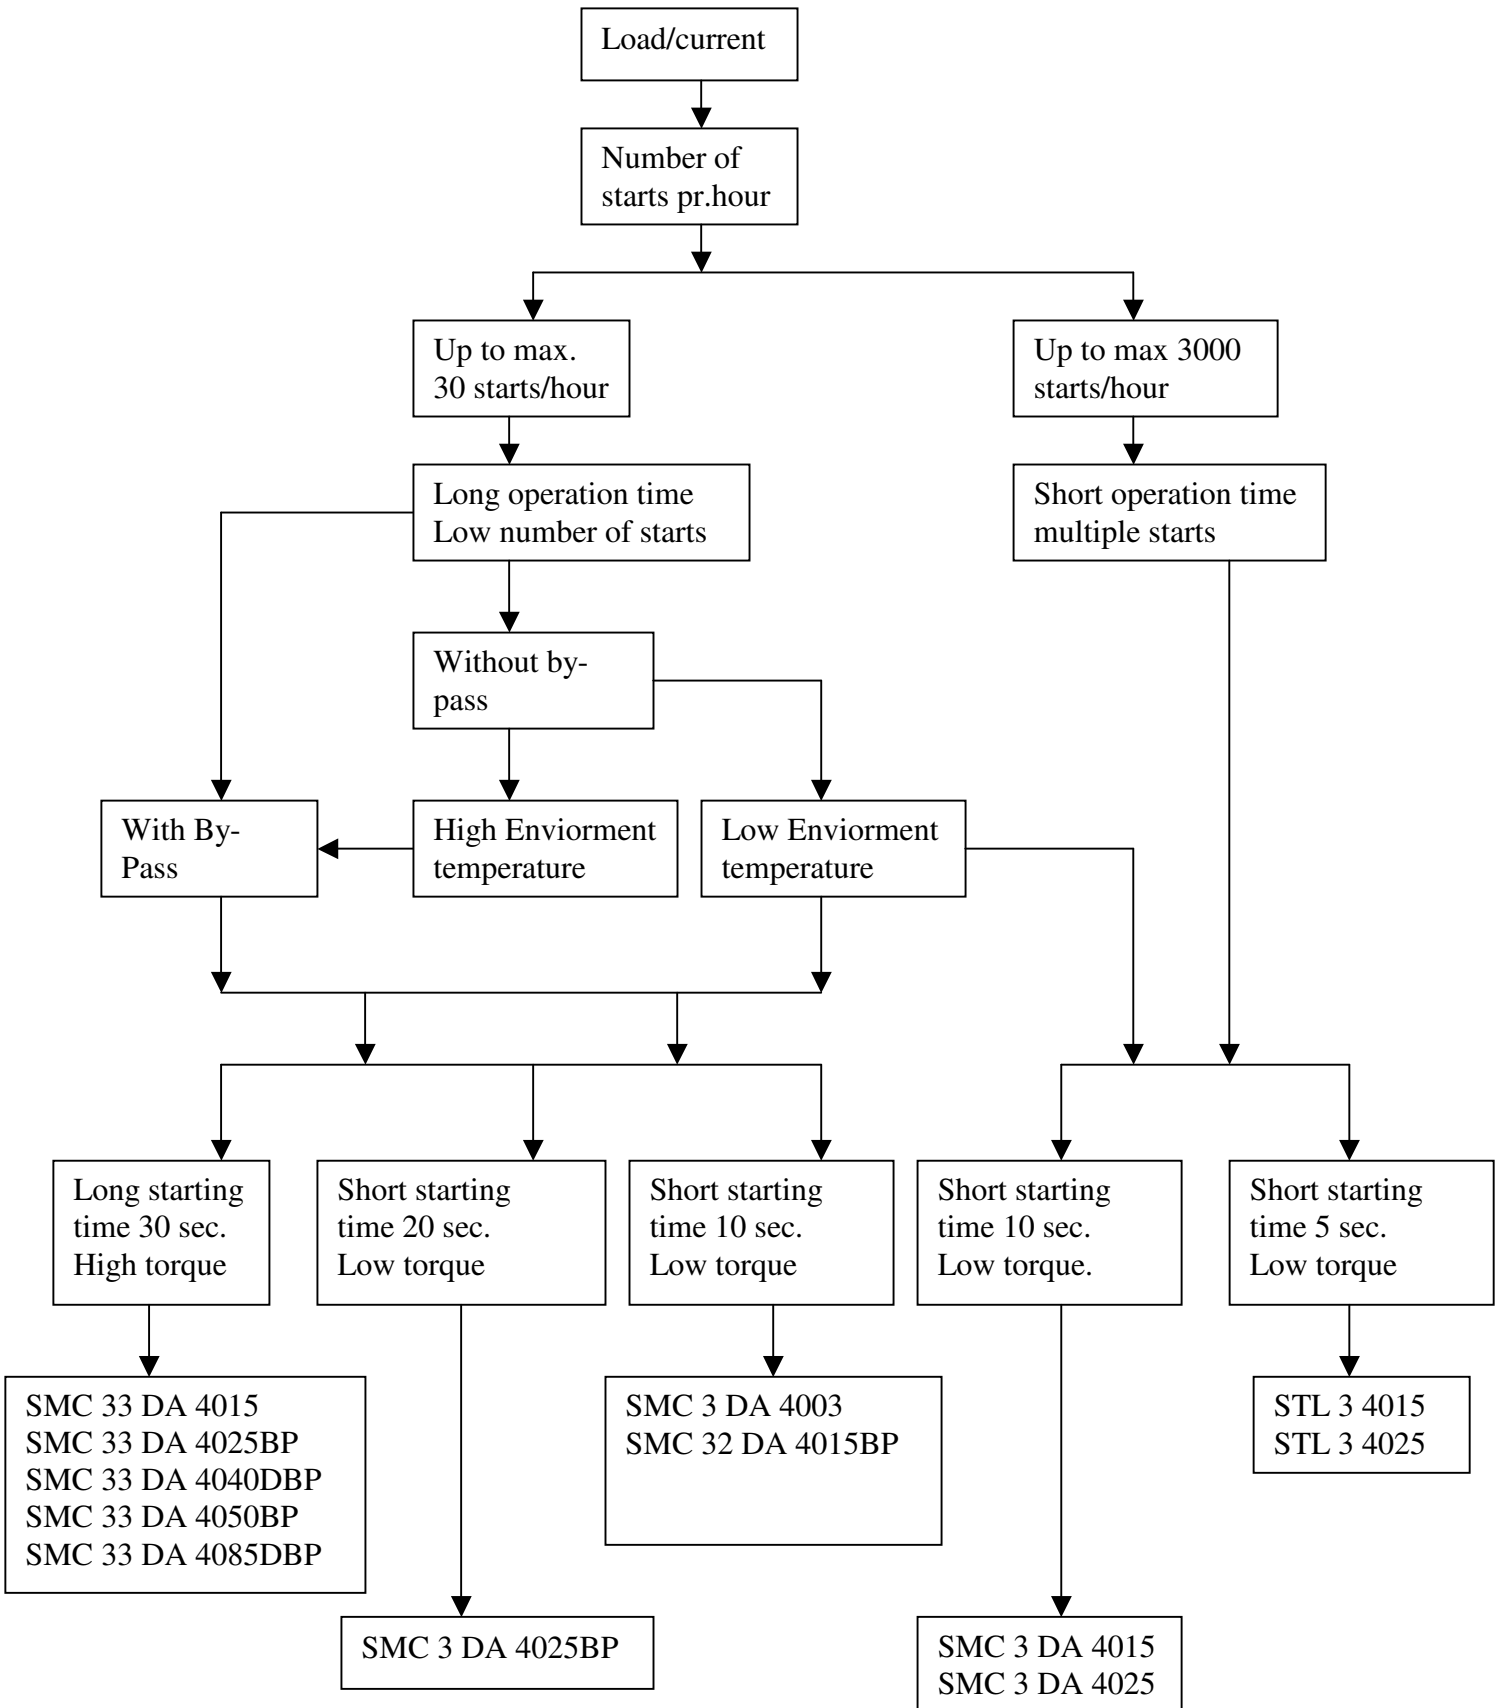 Load/current
Number of
starts pr.hour
Up to max.
30 starts/hour
Up to max 3000
starts/hour
Long operation time
Low number of starts
Short operation time
multiple starts
Without by-
pass
With By-
Pass
High Enviorment
temperature
Low Enviorment
temperature
Long starting
time 30 sec.
High torque
Short starting
time 20 sec.
Low torque
Short starting
time 10 sec.
Low torque
Short starting
time 10 sec.
Low torque.
Short starting
time 5 sec.
Low torque
SMC 33 DA 4015
SMC 33 DA 4025BP
SMC 33 DA 4040DBP
SMC 33 DA 4050BP
SMC 33 DA 4085DBP
SMC 3 DA 4003
SMC 32 DA 4015BP
STL 3 4015
STL 3 4025
SMC 3 DA 4025BP
SMC 3 DA 4015
SMC 3 DA 4025